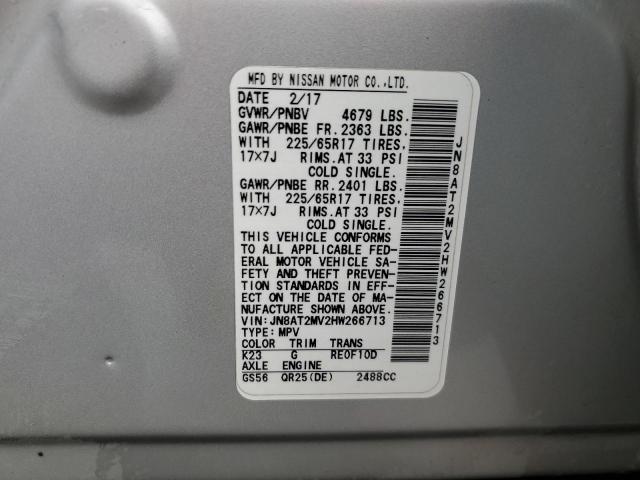 MFD BY NISSAN MOTOR CO.,LTD.
DATE 2/17
GVWR/PNBV 4679 LBS.
GAWR/PNBE FR. 2363 LBS.
WITH 225/65R17 TIRES,
17×7J RIMS.AT 33 PSI
COLD SINGLE.
GAWR/PNBE RR. 2401 LBS.
WITH 225/65R17 TIRES,
17×7J RIMS.AT 33 PSI
COLD SINGLE.
THIS VEHICLE CONFORMS
TO ALL APPLICABLE FED-
ERAL MOTOR VEHICLE SA-
FETY AND THEFT PREVEN-
TION STANDARDS IN EFF-
ECT ON THE DATE OF MA-
NUFACTURE SHOWN ABOVE.
VIN: JN8AT2MV2HW266713
TYPE: MPV
COLOR TRIM TRANS
K23 G RE0F10D
AXLE ENGINE
GS56 QR25(DE) 2488CC
JN8AT2MV2HW266713